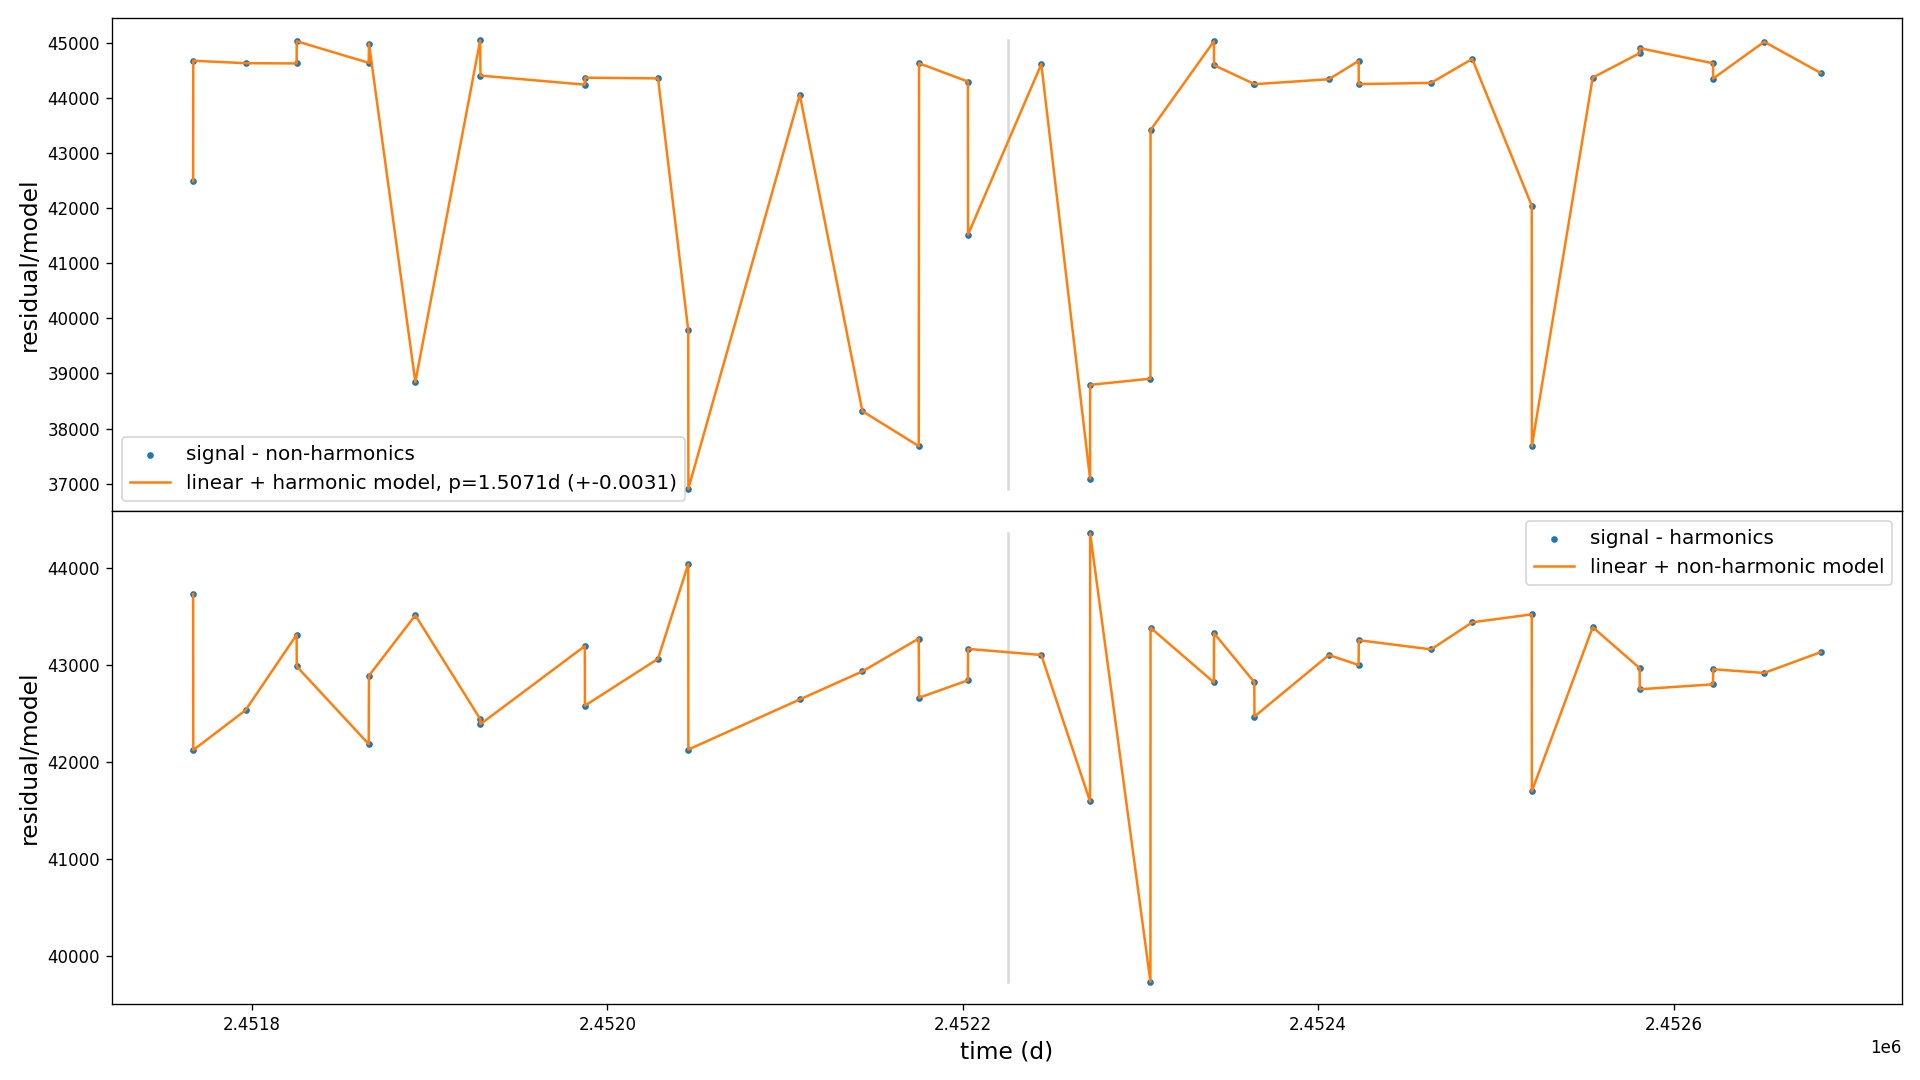 residual/model
45000
44000
43000
42000
41000
40000
39000
38000
37000
signal - non-harmonics
linear + harmonic model, p=1.5071d (+-0.0031)
residual/model
44000
43000
42000
41000
40000
signal - harmonics
linear + non-harmonic model
2.4518
2.4520
2.4522
2.4524
2.4526
time (d)
1e6